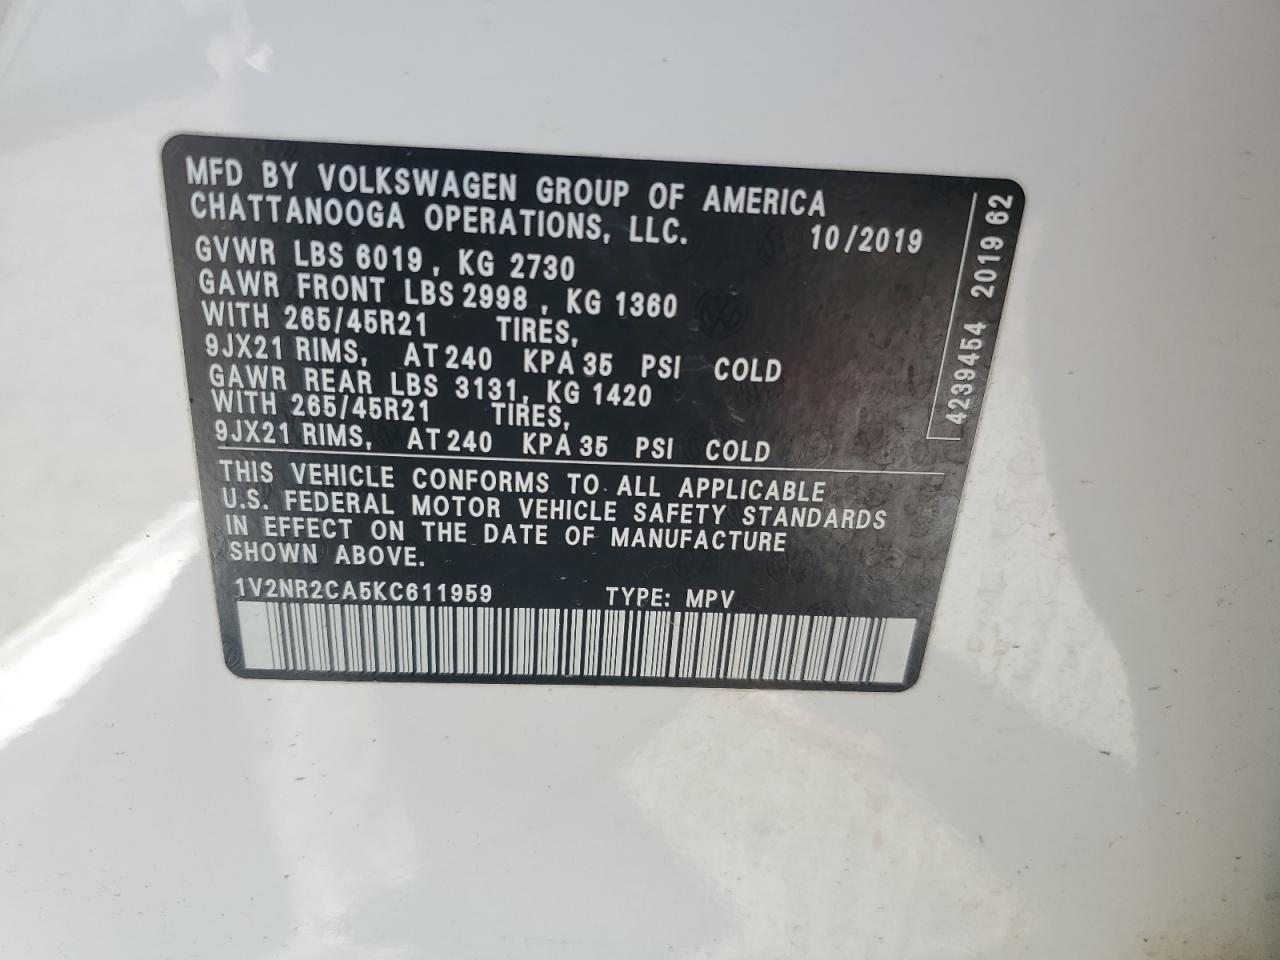 MFD BY VOLKSWAGEN GROUP OF AMERICA
CHATTANOOGA OPERATIONS, LLC. 10/2019
GVWR LBS 6019, KG 2730
GAWR FRONT LBS 2998, KG 1360
WITH 265/45R21 TIRES,
9JX21 RIMS, AT 240 KPA 35 PSI COLD
GAWR REAR LBS 3131, KG 1420
WITH 265/45R21 TIRES,
9JX21 RIMS, AT 240 KPA 35 PSI COLD
THIS VEHICLE CONFORMS TO ALL APPLICABLE
U.S. FEDERAL MOTOR VEHICLE SAFETY STANDARDS
IN EFFECT ON THE DATE OF MANUFACTURE
SHOWN ABOVE.
1V2NR2CA5KC611959 TYPE: MPV
4239454 2019 62